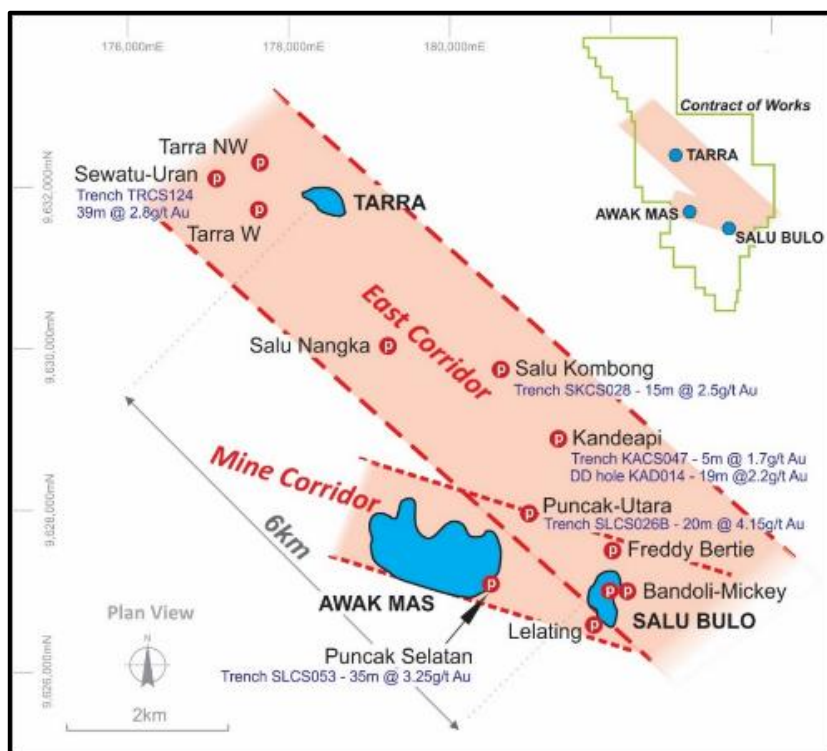 176,000mE
178,000mE
180,000mE
9,632,000mN
9,630,000mN
9,628,000mN
9,626,000mN
Contract of Works
TARRA
AWAK MAS
SALU BULO
Tarra NW
Sewatu-Uran
Trench TRCS124
39m @ 2.8g/t Au
Tarra W
TARRA
East Corridor
Salu Nangka
Salu Kombong
Trench SKCS028 - 15m @ 2.5g/t Au
Kandeapi
Trench KACS047 - 5m @ 1.7g/t Au
DD hole KAD014 - 19m @2.2g/t Au
Mine Corridor
Puncak-Utara
Trench SLCS026B - 20m @ 4.15g/t Au
6km
Freddy Bertie
Bandoli-Mickey
AWAK MAS
SALU BULO
Lelating
Plan View
N
Puncak Selatan
Trench SLCS053 - 35m @ 3.25g/t Au
2km
P
P
P
P
P
P
P
P
P
P
P
P